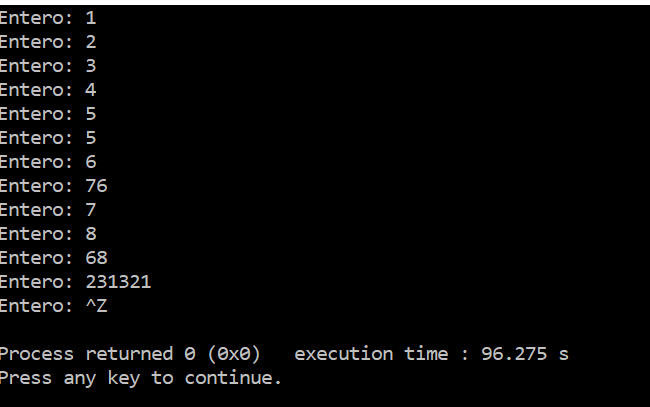 Entero: 1
Entero: 2
Entero: 3
Entero: 4
Entero: 5
Entero: 5
Entero: 6
Entero: 76
Entero: 7
Entero: 8
Entero: 68
Entero: 231321
Entero: ^Z
Process returned 0 (0x0)   execution time : 96.275 s
Press any key to continue.